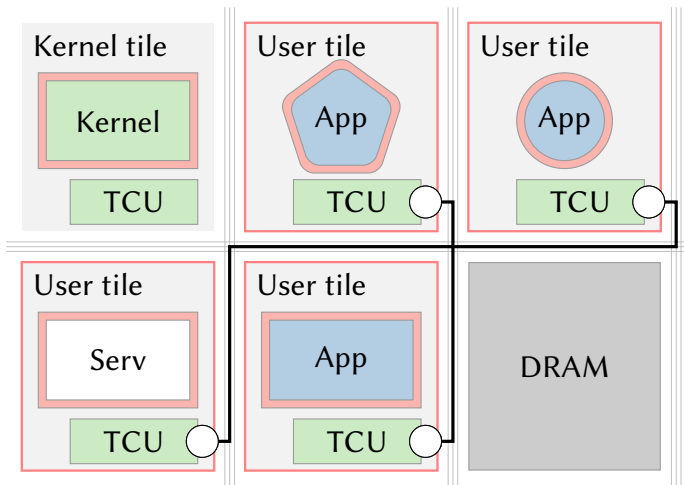 Kernel tile
Kernel
TCU
User tile
App
TCU
User tile
App
TCU
User tile
Serv
TCU
User tile
App
TCU
DRAM